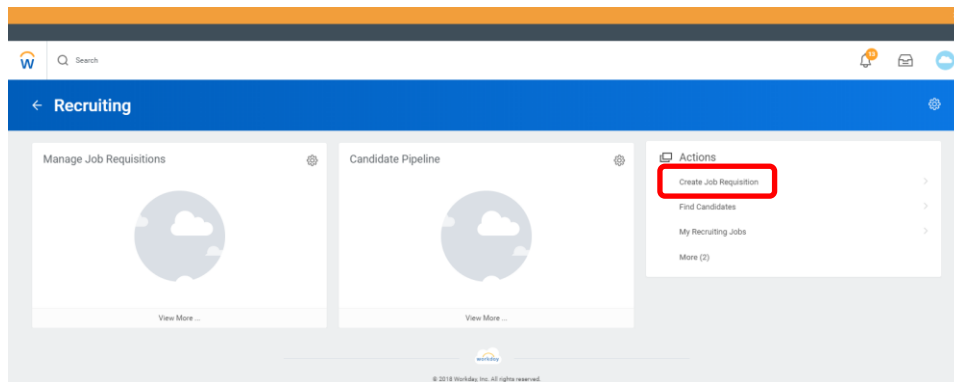 W
Search
13
Recruiting
Manage Job Requisitions
View More ...
Candidate Pipeline
View More ...
Actions
Create Job Requisition
Find Candidates
My Recruiting Jobs
More (2)
workday
© 2018 Workday, Inc. All rights reserved.